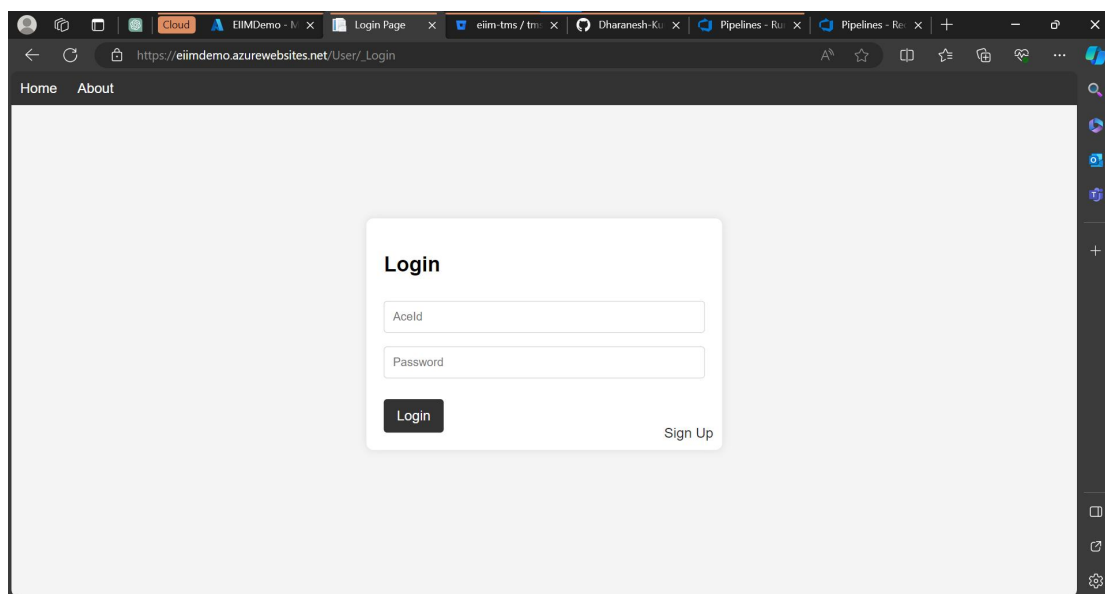 Cloud
EIIMDemo - M
Login Page
eiim-tms / tm
Dharanesh-Ku
Pipelines - Ru
Pipelines - Re
https://eiimdemo.azurewebsites.net/User/_Login
Home About
Login
AceId
Password
Login
Sign Up